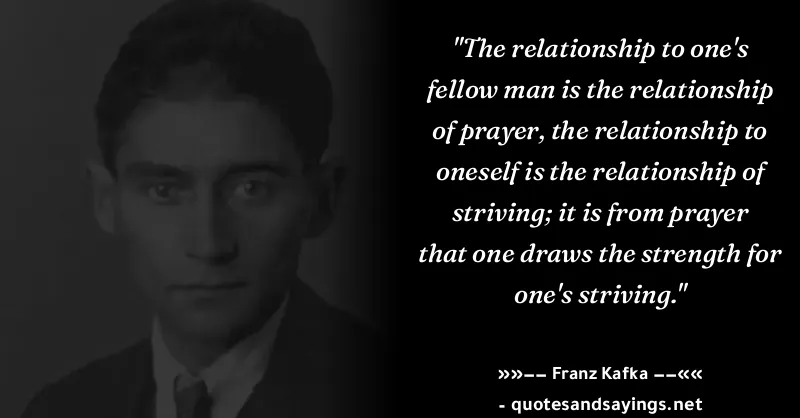 "The relationship to one's
fellow man is the relationship
of prayer, the relationship to
oneself is the relationship of
striving; it is from prayer
that one draws the strength for
one's striving."
»»−− Franz Kafka −−««
- quotesandsayings.net